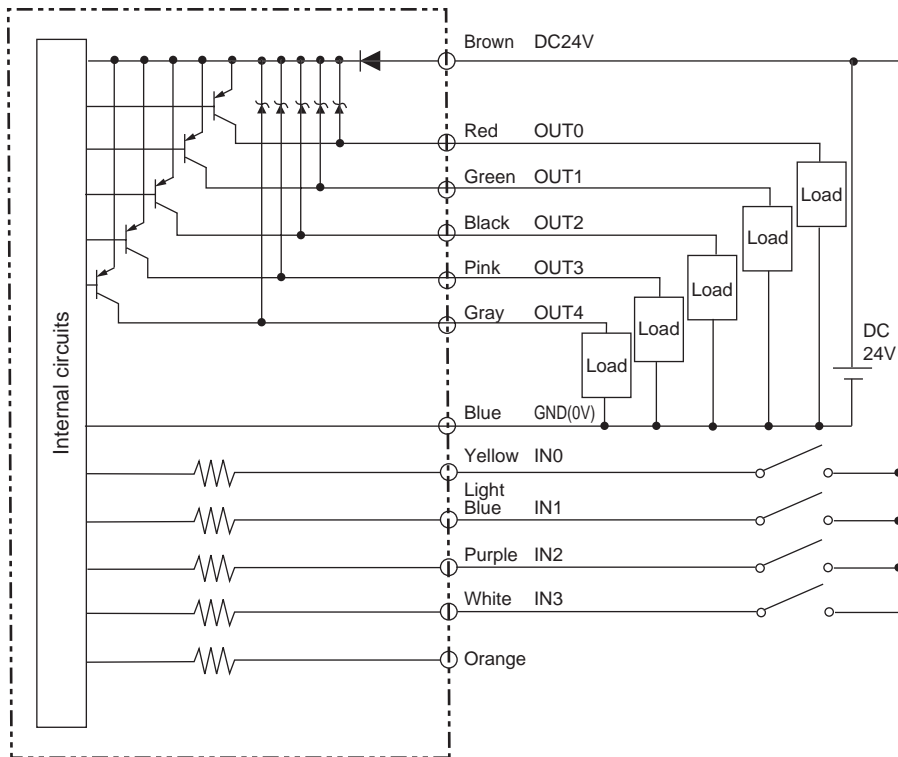 Internal circuits
Brown DC24V
Red OUT0
Load
Green OUT1
Load
Black OUT2
Load
Pink OUT3
Load
Gray OUT4
Load
DC
24V
Blue GND(0V)
Yellow IN0
Light
Blue IN1
Purple IN2
White IN3
Orange